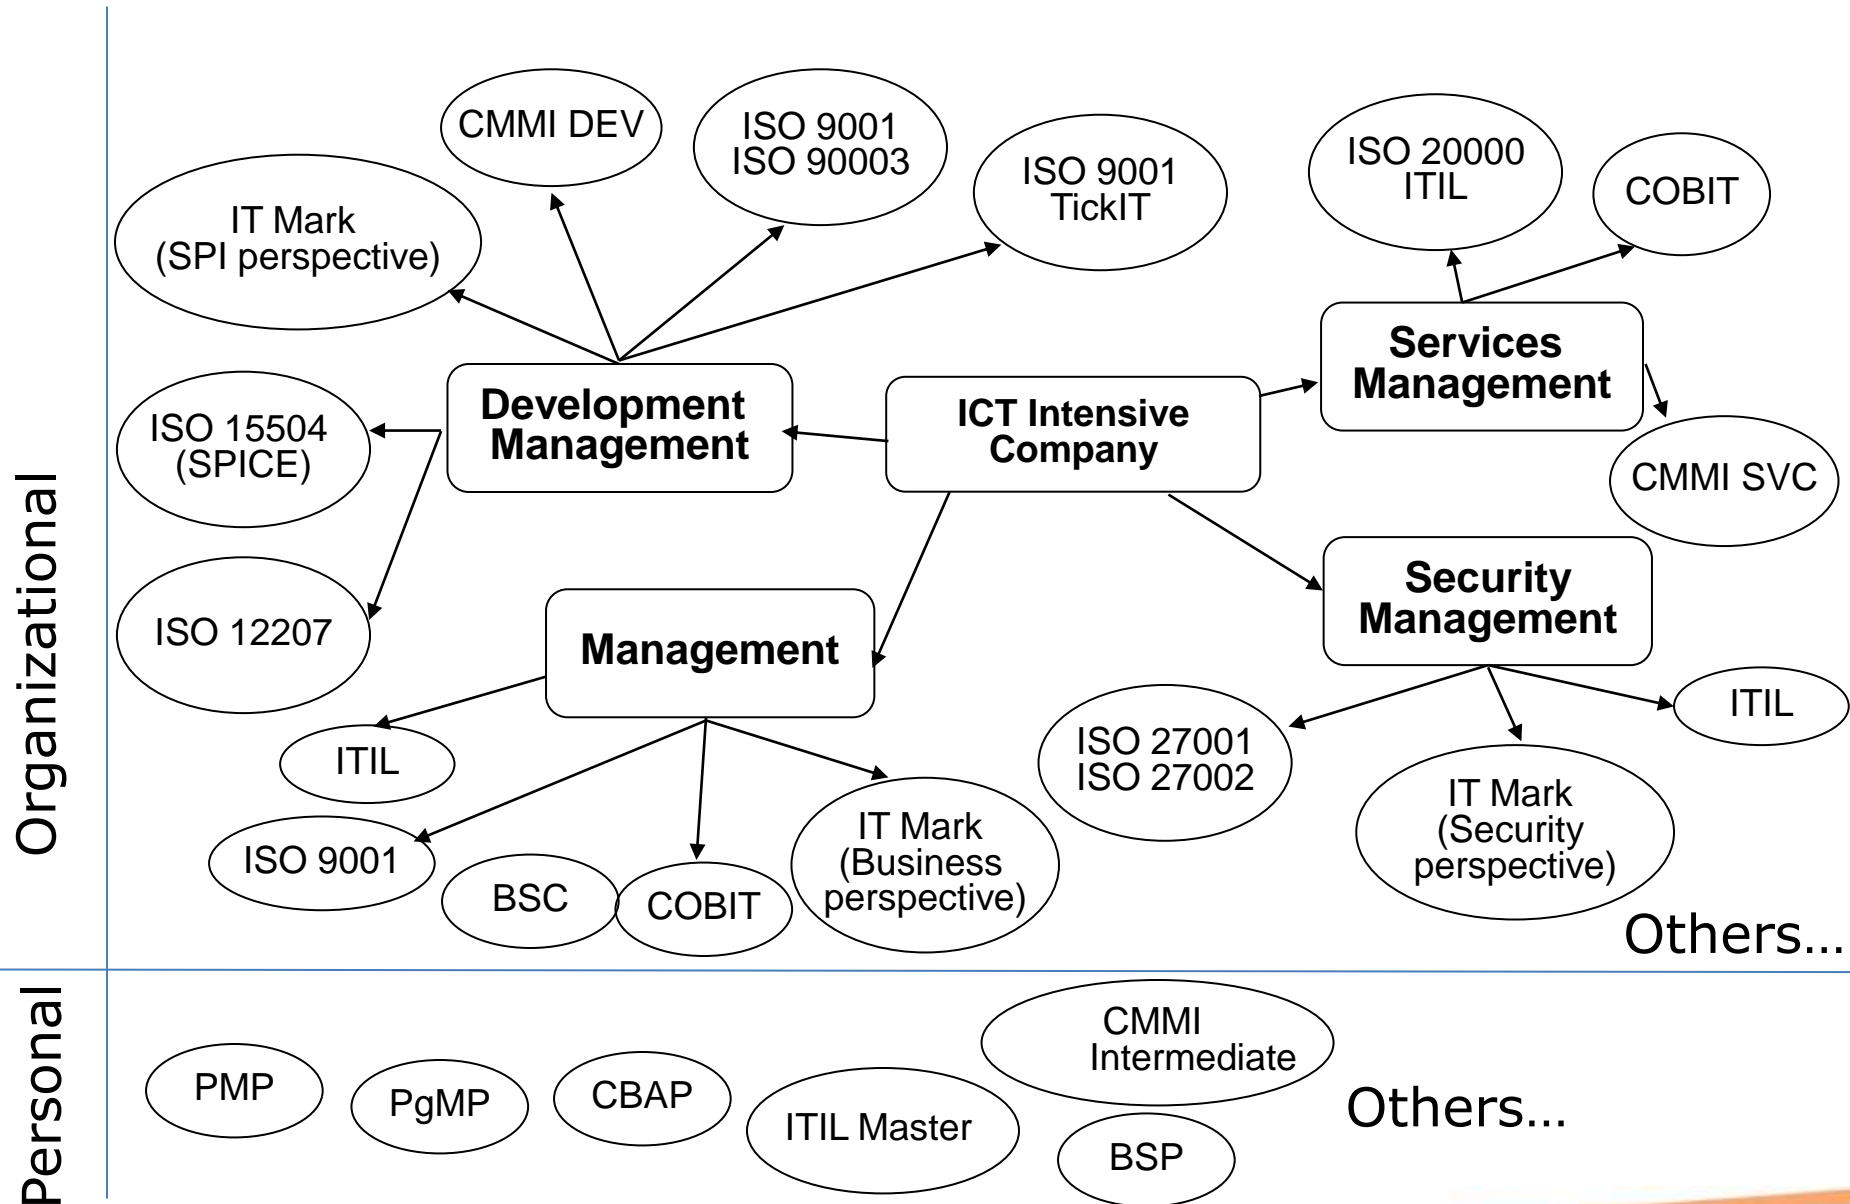 Organizational
CMMI DEV
ISO 9001
ISO 90003
ISO 9001
TickIT
ISO 20000
ITIL
COBIT
IT Mark
(SPI perspective)
Services
Management
Development
Management
ICT Intensive
Company
ISO 15504
(SPICE)
CMMI SVC
Security
Management
ISO 12207
Management
ITIL
ITIL
ISO 27001
ISO 27002
IT Mark
(Security
perspective)
ISO 9001
BSC
COBIT
IT Mark
(Business
perspective)
Others...
Personal
PMP
PgMP
CBAP
ITIL Master
CMMI
Intermediate
BSP
Others...